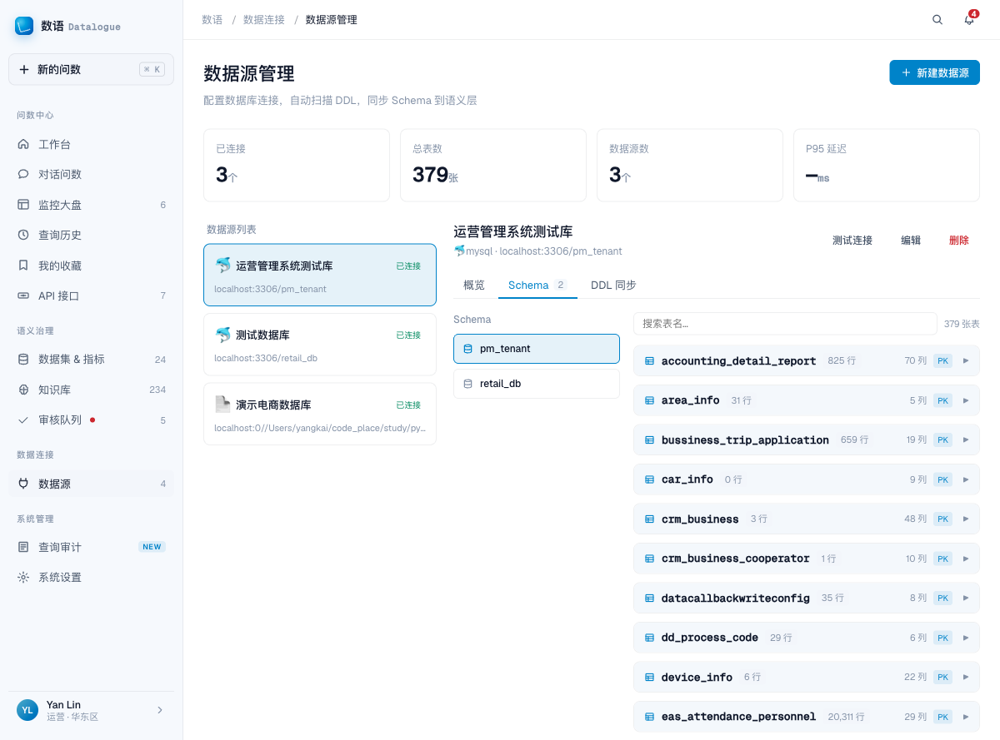 数语 Datalogue
新的问数 ⌘ K
问数中心
工作台
对话问数
监控大盘 6
查询历史
我的收藏
API 接口 7
语义治理
数据集 & 指标 24
知识库 234
审核队列 5
数据连接
数据源 4
系统管理
查询审计 NEW
系统设置
YL
Yan Lin
运营 · 华东区
数语 / 数据连接 / 数据源管理
4
数据源管理
新建数据源
配置数据库连接，自动扫描 DDL，同步 Schema 到语义层
已连接
3个
总表数
379张
数据源数
3个
P95 延迟
—ms
数据源列表
运营管理系统测试库 已连接
localhost:3306/pm_tenant
测试数据库 已连接
localhost:3306/retail_db
演示电商数据库 已连接
localhost:0//Users/yangkai/code_place/study/py...
运营管理系统测试库
mysql · localhost:3306/pm_tenant
测试连接 编辑 删除
概览 Schema 2 DDL 同步
Schema
pm_tenant
retail_db
搜索表名... 379 张表
accounting_detail_report 825 行 70 列 PK
area_info 31 行 5 列 PK
bussiness_trip_application 659 行 19 列 PK
car_info 0 行 9 列 PK
crm_business 3 行 48 列 PK
crm_business_cooperator 1 行 10 列 PK
datacallbackwriteconfig 35 行 8 列 PK
dd_process_code 29 行 6 列 PK
device_info 6 行 22 列 PK
eas_attendance_personnel 20,311 行 29 列 PK